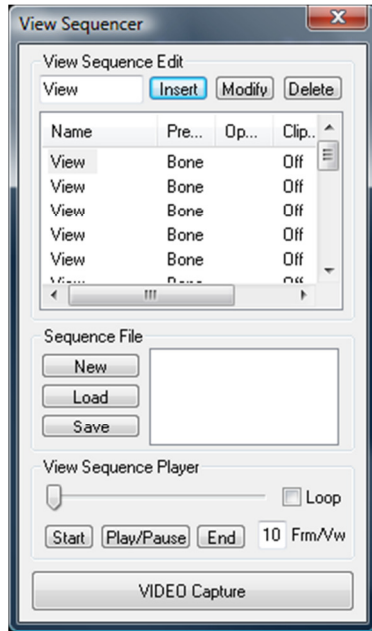 View Sequencer
View Sequence Edit
View Insert Modify Delete
Name Pre... Op... Clip..
View Bone Off
View Bone Off
View Bone Off
View Bone Off
View Bone Off
Sequence File
New
Load
Save
View Sequence Player
Loop
Start Play/Pause End 10 Frm/Vw
VIDEO Capture